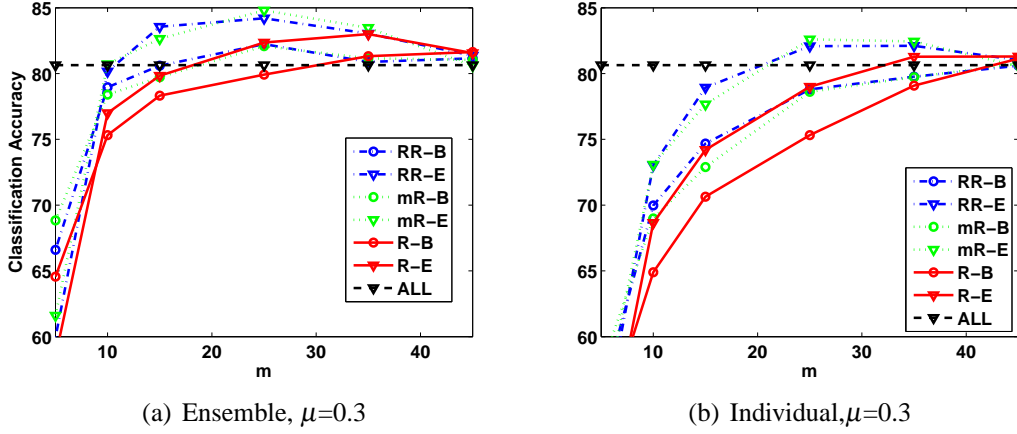 85
80
75
70
65
60
Classification Accuracy
10
20
30
40
m
RR-B
RR-E
mR-B
mR-E
R-B
R-E
ALL
(a) Ensemble, μ=0.3
85
80
75
70
65
60
10
20
30
40
m
RR-B
RR-E
mR-B
mR-E
R-B
R-E
ALL
(b) Individual,μ=0.3